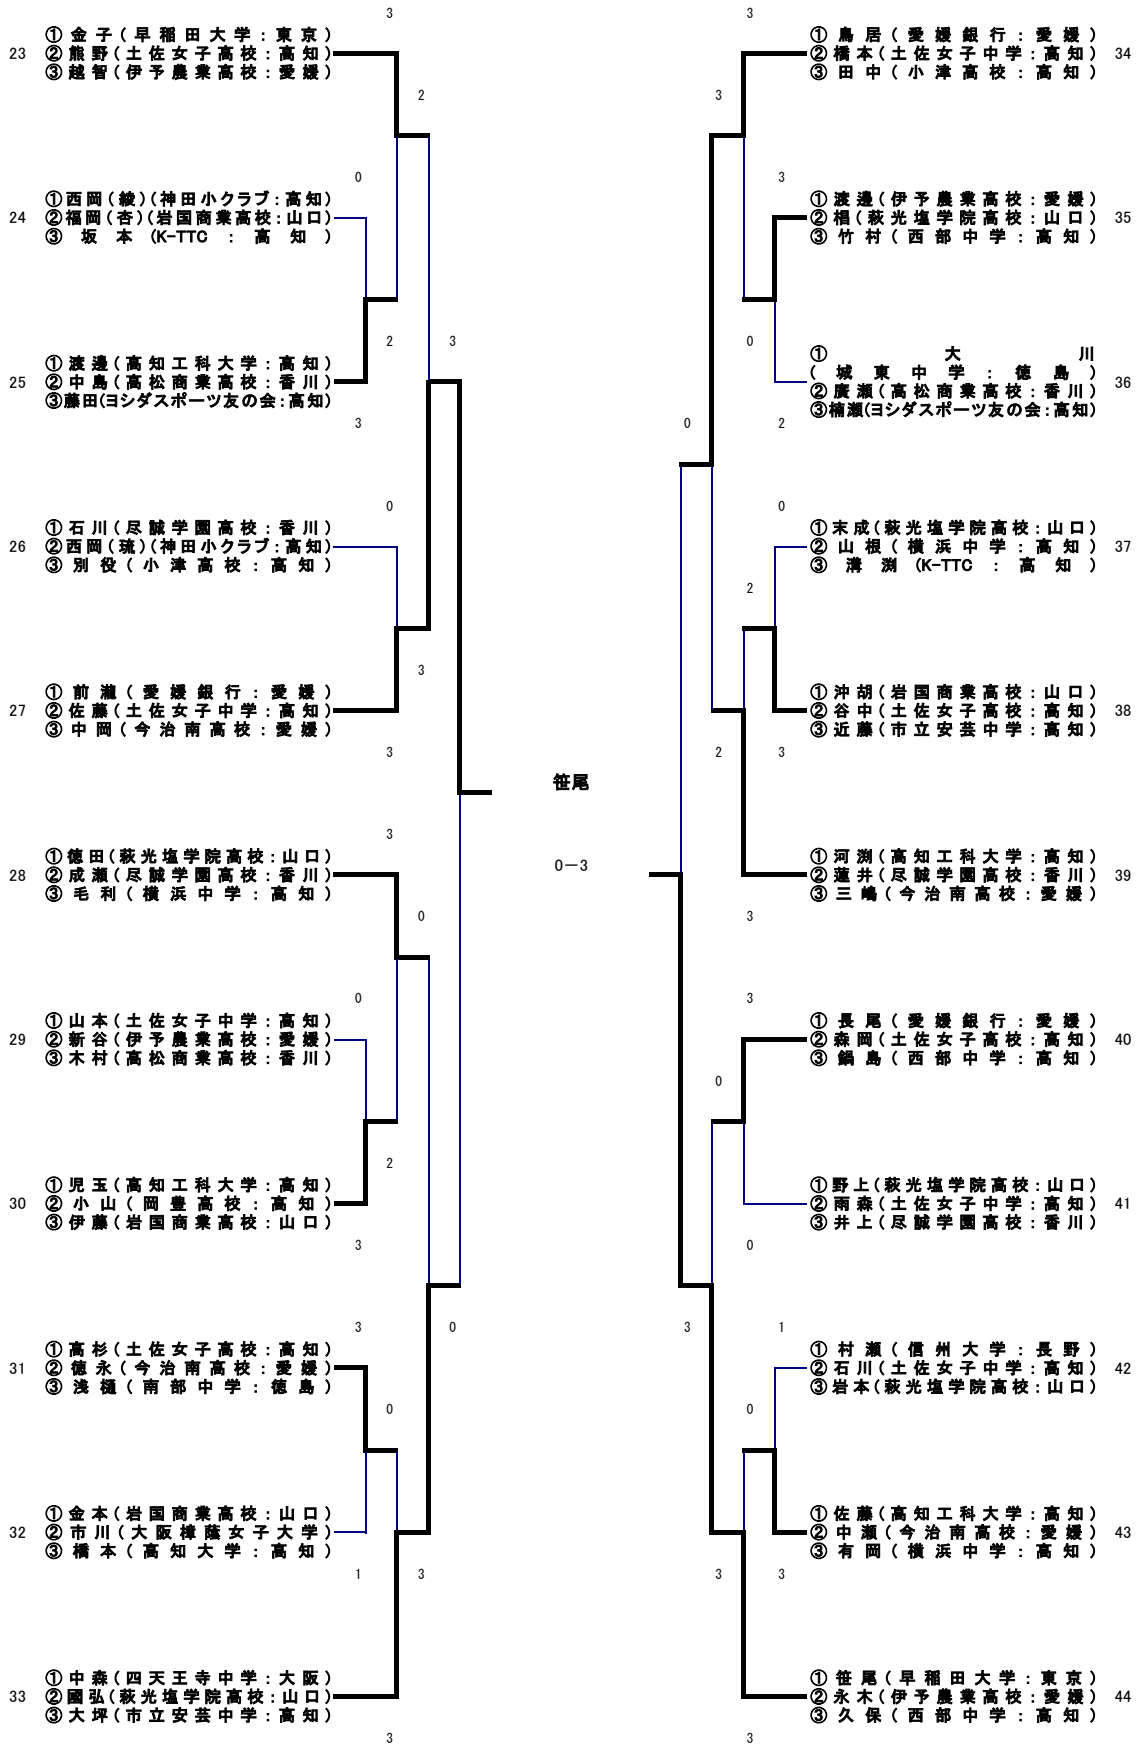 3
① 金 子 ( 早 稲 田 大 学 : 東 京 )
23 ② 熊 野 ( 土 佐 女 子 高 校 : 高 知 )
③ 越 智 ( 伊 予 農 業 高 校 : 愛 媛 )
2
0
①西岡(綾)(神田小クラブ:高知)
24 ②福岡(杏)(岩国商業高校:山口)
③ 坂 本 (K-TTC : 高 知 )
2
3
① 渡 邊 ( 高 知 工 科 大 学 : 高 知 )
25 ② 中 島 ( 高 松 商 業 高 校 : 香 川 )
③藤田(ヨシダスポーツ友の会:高知)
3
0
① 石 川 ( 尽 誠 学 園 高 校 : 香 川 )
26 ②西岡(琉)(神田小クラブ:高知)
③ 別 役 ( 小 津 高 校 : 高 知 )
3
① 前 瀧 ( 愛 媛 銀 行 : 愛 媛 )
27 ② 佐 藤 ( 土 佐 女 子 中 学 : 高 知 )
③ 中 岡 ( 今 治 南 高 校 : 愛 媛 )
3
3
①徳田(萩光塩学院高校:山口)
28 ② 成 瀬 ( 尽 誠 学 園 高 校 : 香 川 )
③ 毛 利 ( 横 浜 中 学 : 高 知 )
0
0
① 山 本 ( 土 佐 女 子 中 学 : 高 知 )
29 ② 新 谷 ( 伊 予 農 業 高 校 : 愛 媛 )
③ 木 村 ( 高 松 商 業 高 校 : 香 川 )
2
① 児 玉 ( 高 知 工 科 大 学 : 高 知 )
30 ② 小 山 ( 岡 豊 高 校 : 高 知 )
③ 伊 藤 ( 岩 国 商 業 高 校 : 山 口 )
3
3
0
① 高 杉 ( 土 佐 女 子 高 校 : 高 知 )
31 ② 徳 永 ( 今 治 南 高 校 : 愛 媛 )
③ 浅 樋 ( 南 部 中 学 : 徳 島 )
0
① 金 本 ( 岩 国 商 業 高 校 : 山 口 )
32 ② 市 川 ( 大 阪 樟 蔭 女 子 大 学 )
③ 橋 本 ( 高 知 大 学 : 高 知 )
1
3
① 中 森 ( 四 天 王 寺 中 学 : 大 阪 )
33 ②國弘(萩光塩学院高校:山口)
③ 大 坪 ( 市 立 安 芸 中 学 : 高 知 )
3
笹尾
0－3
3
① 鳥 居 ( 愛 媛 銀 行 : 愛 媛 )
② 橋 本 ( 土 佐 女 子 中 学 : 高 知 ) 34
③ 田 中 ( 小 津 高 校 : 高 知 )
3
3
① 渡 邊 ( 伊 予 農 業 高 校 : 愛 媛 )
② 椙 (萩光塩学院高校:山口) 35
③ 竹 村 ( 西 部 中 学 : 高 知 )
0
① 大 川
( 城 東 中 学 : 徳 島 )
② 廣 瀬 ( 高 松 商 業 高 校 : 香 川 ) 36
③楠瀬(ヨシダスポーツ友の会:高知)
0
2
0
①末成(萩光塩学院高校:山口)
② 山 根 ( 横 浜 中 学 : 高 知 ) 37
③ 溝 渕 (K-TTC : 高 知 )
2
① 沖 胡 ( 岩 国 商 業 高 校 : 山 口 )
② 谷 中 ( 土 佐 女 子 高 校 : 高 知 ) 38
③ 近 藤 ( 市 立 安 芸 中 学 : 高 知 )
2
3
① 河 渕 ( 高 知 工 科 大 学 : 高 知 )
② 蓮 井 ( 尽 誠 学 園 高 校 : 香 川 ) 39
③ 三 嶋 ( 今 治 南 高 校 : 愛 媛 )
3
3
① 長 尾 ( 愛 媛 銀 行 : 愛 媛 )
② 森 岡 ( 土 佐 女 子 高 校 : 高 知 ) 40
③ 鍋 島 ( 西 部 中 学 : 高 知 )
0
①野上(萩光塩学院高校:山口)
② 雨 森 ( 土 佐 女 子 中 学 : 高 知 ) 41
③ 井 上 ( 尽 誠 学 園 高 校 : 香 川 )
0
3
1
① 村 瀬 ( 信 州 大 学 : 長 野 )
② 石 川 ( 土 佐 女 子 中 学 : 高 知 ) 42
③岩本(萩光塩学院高校:山口)
0
① 佐 藤 ( 高 知 工 科 大 学 : 高 知 )
② 中 瀬 ( 今 治 南 高 校 : 愛 媛 ) 43
③ 有 岡 ( 横 浜 中 学 : 高 知 )
3
3
① 笹 尾 ( 早 稲 田 大 学 : 東 京 )
② 永 木 ( 伊 予 農 業 高 校 : 愛 媛 ) 44
③ 久 保 ( 西 部 中 学 : 高 知 )
3